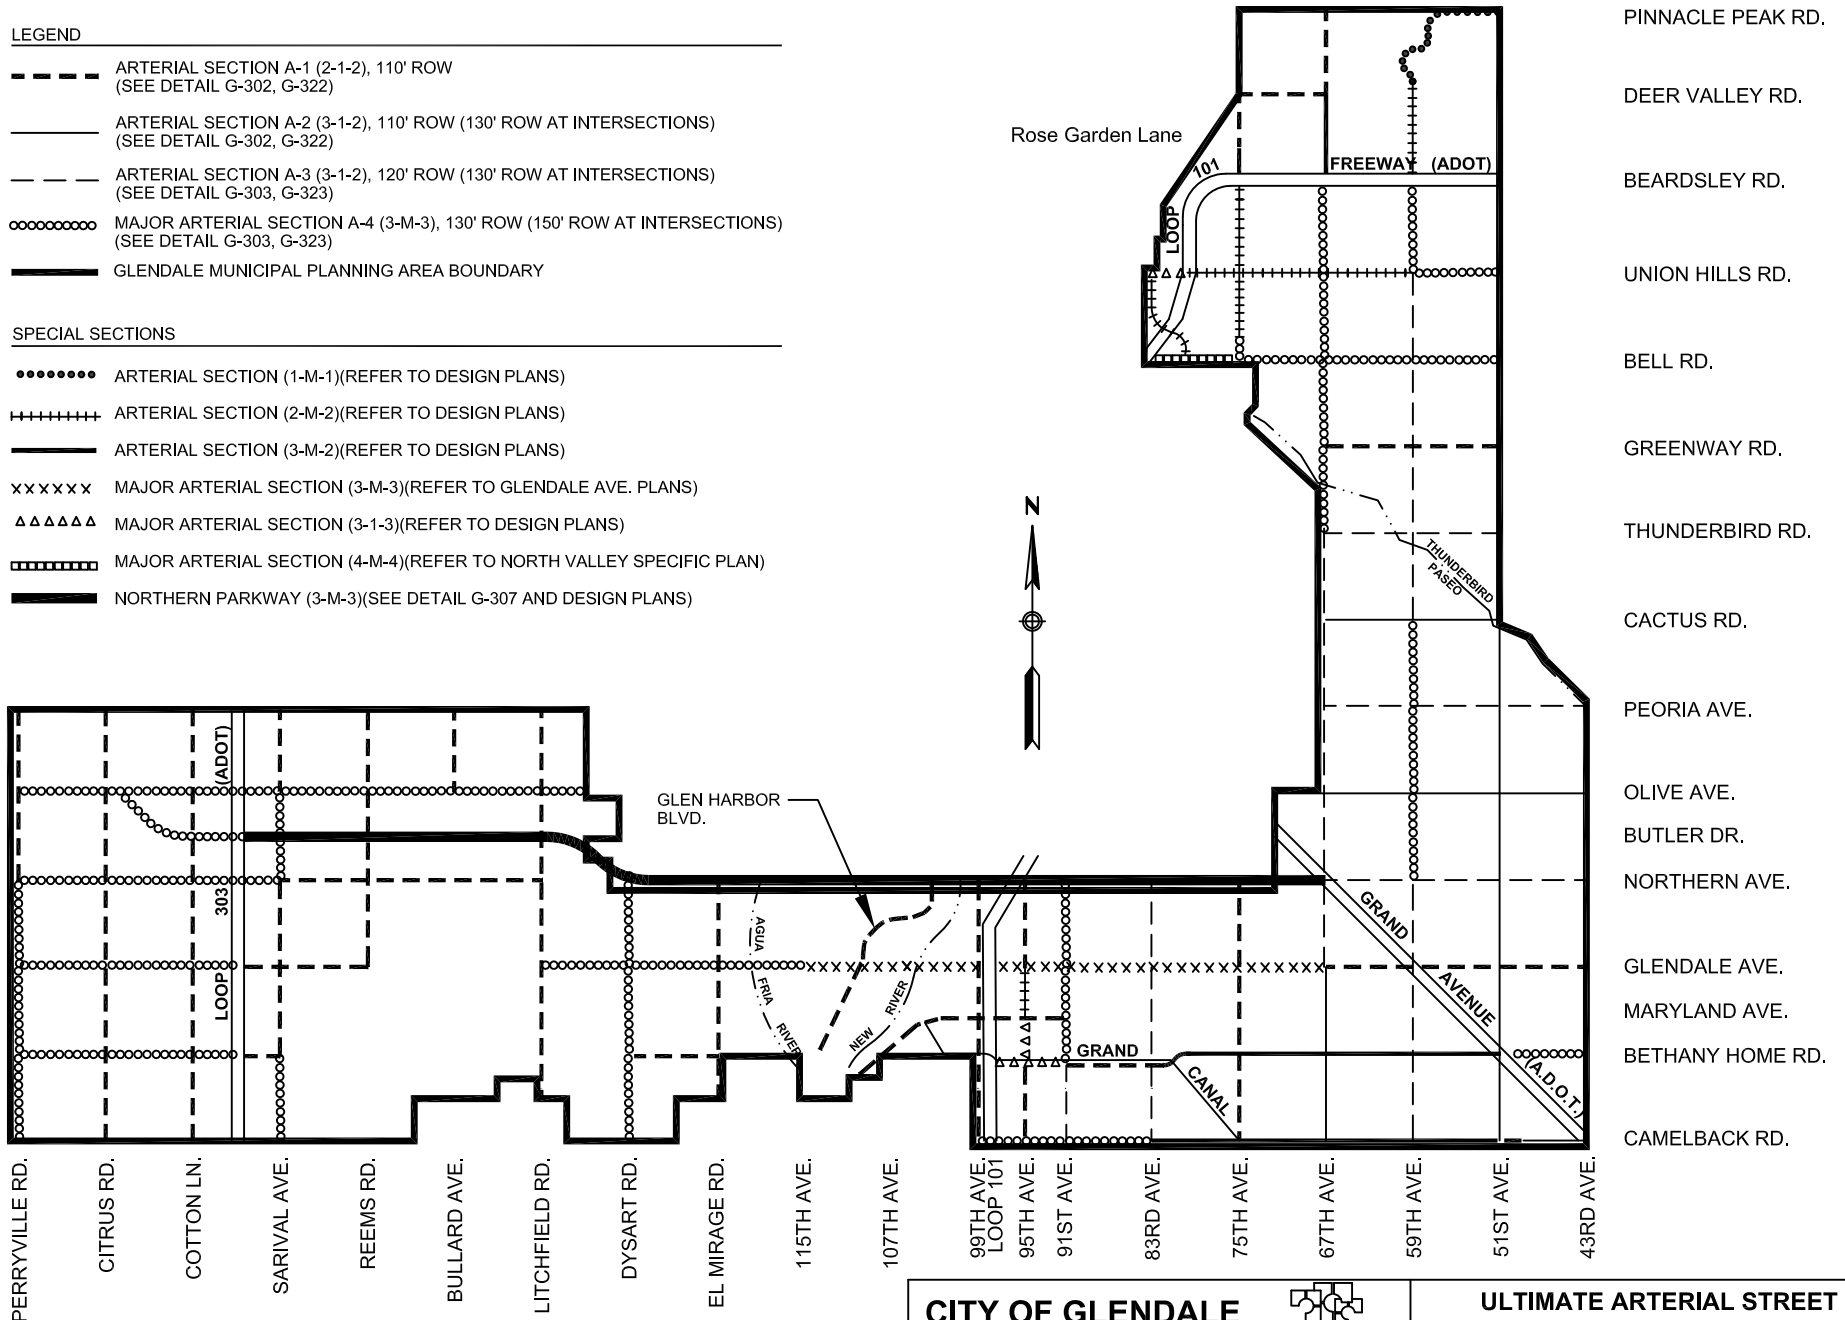 LEGEND
ARTERIAL SECTION A-1 (2-1-2), 110' ROW
(SEE DETAIL G-302, G-322)
ARTERIAL SECTION A-2 (3-1-2), 110' ROW (130' ROW AT INTERSECTIONS)
(SEE DETAIL G-302, G-322)
ARTERIAL SECTION A-3 (3-1-2), 120' ROW (130' ROW AT INTERSECTIONS)
(SEE DETAIL G-303, G-323)
MAJOR ARTERIAL SECTION A-4 (3-M-3), 130' ROW (150' ROW AT INTERSECTIONS)
(SEE DETAIL G-303, G-323)
GLENDALE MUNICIPAL PLANNING AREA BOUNDARY
SPECIAL SECTIONS
ARTERIAL SECTION (1-M-1)(REFER TO DESIGN PLANS)
ARTERIAL SECTION (2-M-2)(REFER TO DESIGN PLANS)
ARTERIAL SECTION (3-M-2)(REFER TO DESIGN PLANS)
MAJOR ARTERIAL SECTION (3-M-3)(REFER TO GLENDALE AVE. PLANS)
MAJOR ARTERIAL SECTION (3-1-3)(REFER TO DESIGN PLANS)
MAJOR ARTERIAL SECTION (4-M-4)(REFER TO NORTH VALLEY SPECIFIC PLAN)
NORTHERN PARKWAY (3-M-3)(SEE DETAIL G-307 AND DESIGN PLANS)
Rose Garden Lane
LOOP
101
FREEWAY (ADOT)
THUNDERBIRD
PASEO
N
PINNACLE PEAK RD.
DEER VALLEY RD.
BEARDSLEY RD.
UNION HILLS RD.
BELL RD.
GREENWAY RD.
THUNDERBIRD RD.
CACTUS RD.
PEORIA AVE.
OLIVE AVE.
BUTLER DR.
NORTHERN AVE.
GLENDALE AVE.
MARYLAND AVE.
BETHANY HOME RD.
CAMELBACK RD.
LOOP 303 (ADOT)
GLEN HARBOR
BLVD.
AGUA FRIA RIVER
NEW RIVER
GRAND
CANAL
GRAND AVENUE (A.D.O.T.)
PERRYVILLE RD.
CITRUS RD.
COTTON LN.
SARIVAL AVE.
REEMS RD.
BULLARD AVE.
LITCHFIELD RD.
DYSART RD.
EL MIRAGE RD.
115TH AVE.
107TH AVE.
99TH AVE.
LOOP 101
95TH AVE.
91ST AVE.
83RD AVE.
75TH AVE.
67TH AVE.
59TH AVE.
51ST AVE.
43RD AVE.
CITY OF GLENDALE
ULTIMATE ARTERIAL STREET